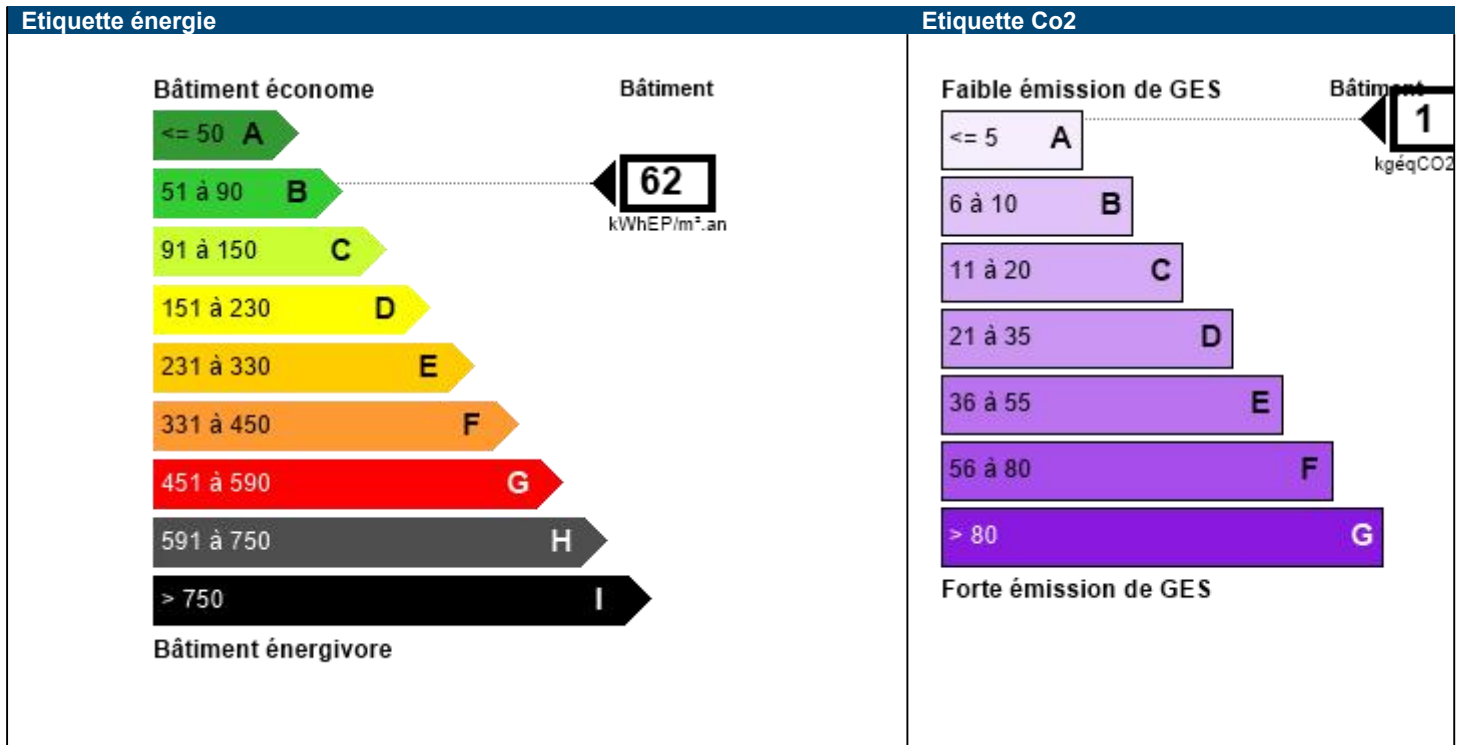 Etiquette énergie
Etiquette Co2
Bâtiment économe
Bâtiment
<= 50 A
51 à 90 B
62
kWhEP/m².an
91 à 150 C
151 à 230 D
231 à 330 E
331 à 450 F
451 à 590 G
591 à 750 H
> 750 I
Bâtiment énergivore
Faible émission de GES
Bâtiment
<= 5 A
1
kgéqCO2
6 à 10 B
11 à 20 C
21 à 35 D
36 à 55 E
56 à 80 F
> 80 G
Forte émission de GES